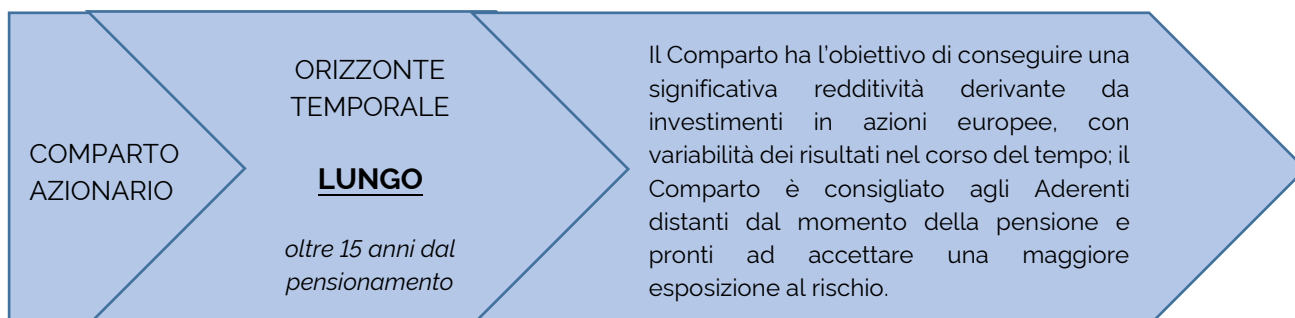 COMPARTO
AZIONARIO
ORIZZONTE
TEMPORALE
LUNGO
oltre 15 anni dal
pensionamento
Il Comparto ha l’obiettivo di conseguire una
significativa redditività derivante da
investimenti in azioni europee, con
variabilità dei risultati nel corso del tempo; il
Comparto è consigliato agli Aderenti
distanti dal momento della pensione e
pronti ad accettare una maggiore
esposizione al rischio.